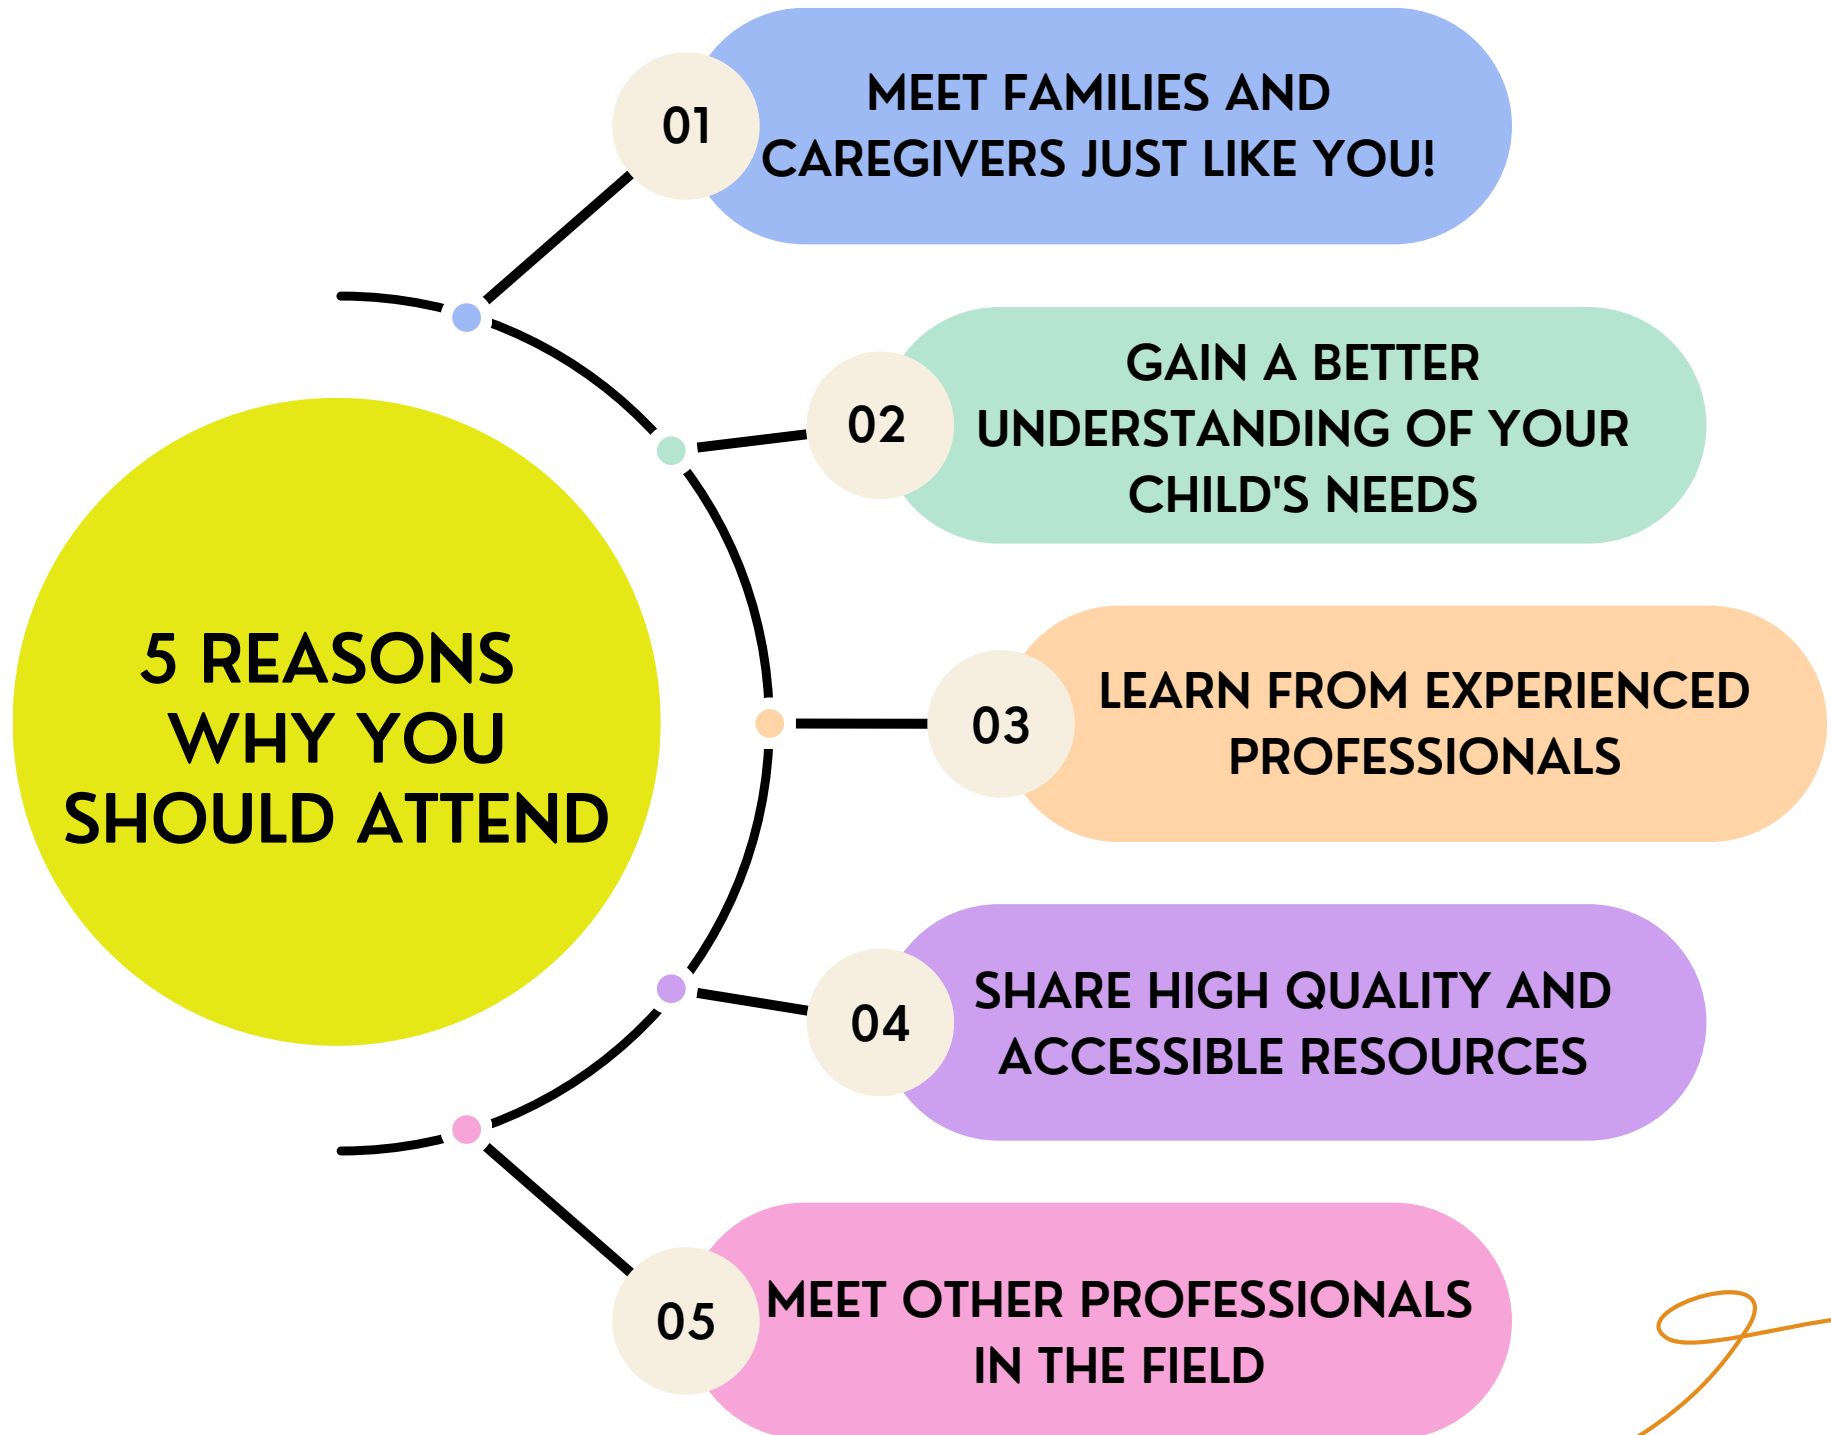 5 REASONS
WHY YOU
SHOULD ATTEND
01
MEET FAMILIES AND
CAREGIVERS JUST LIKE YOU!
02
GAIN A BETTER
UNDERSTANDING OF YOUR
CHILD'S NEEDS
03
LEARN FROM EXPERIENCED
PROFESSIONALS
04
SHARE HIGH QUALITY AND
ACCESSIBLE RESOURCES
05
MEET OTHER PROFESSIONALS
IN THE FIELD